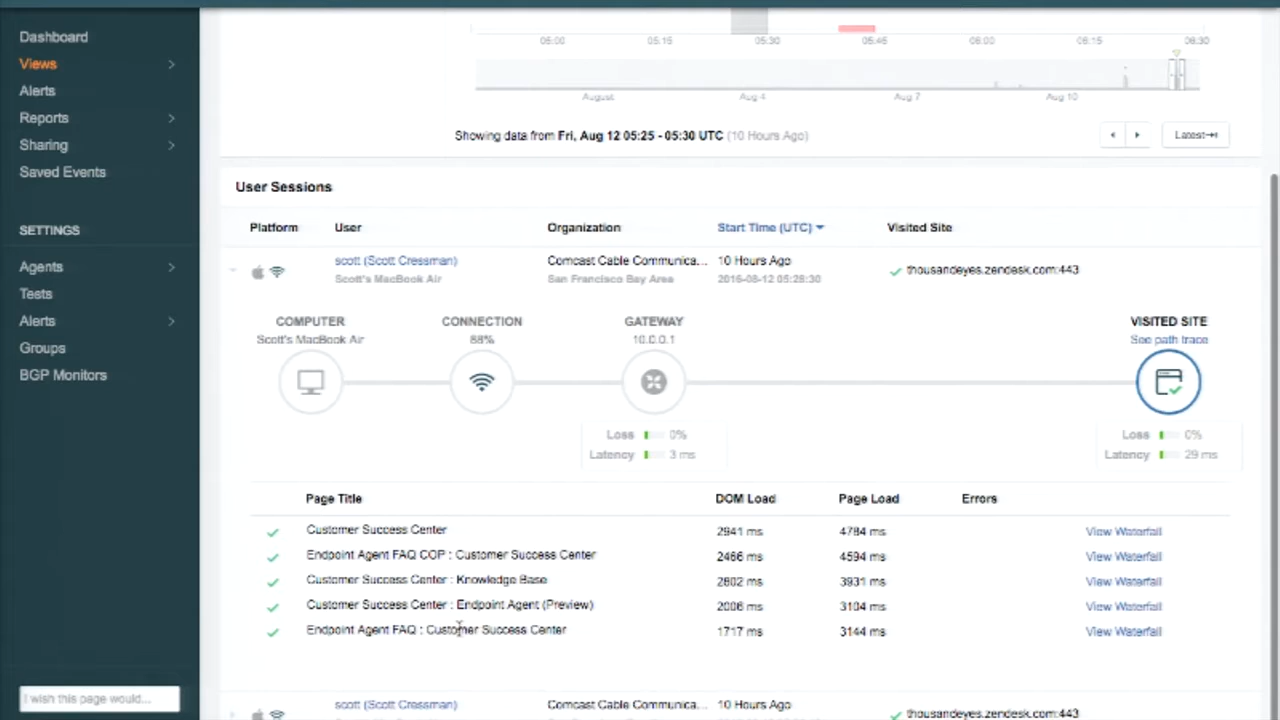 Dashboard
Views
Alerts
Reports
Sharing
Saved Events
SETTINGS
Agents
Tests
Alerts
Groups
BGP Monitors
I wish this page would...
05:00 05:15 05:30 05:45 06:00 06:15 06:30
August Aug 4 Aug 7 Aug 10
Showing data from Fri, Aug 12 05:25 - 05:30 UTC (10 Hours Ago)
Latest
User Sessions
Platform User Organization Start Time (UTC) Visited Site
scott (Scott Cressman) Comcast Cable Communica... 10 Hours Ago thousandeyes.zendesk.com:443
Scott's MacBook Air San Francisco Bay Area 2016-08-12 05:28:30
COMPUTER CONNECTION GATEWAY VISITED SITE
Scott's MacBook Air 88% 10.0.0.1 See path trace
Loss 0% Loss 0%
Latency 3 ms Latency 29 ms
Page Title DOM Load Page Load Errors
Customer Success Center 2941 ms 4784 ms View Waterfall
Endpoint Agent FAQ COP : Customer Success Center 2466 ms 4594 ms View Waterfall
Customer Success Center : Knowledge Base 2802 ms 3931 ms View Waterfall
Customer Success Center : Endpoint Agent (Preview) 2006 ms 3104 ms View Waterfall
Endpoint Agent FAQ : Customer Success Center 1717 ms 3144 ms View Waterfall
scott (Scott Cressman) Comcast Cable Communica... 10 Hours Ago thousandeyes.zendesk.com:443